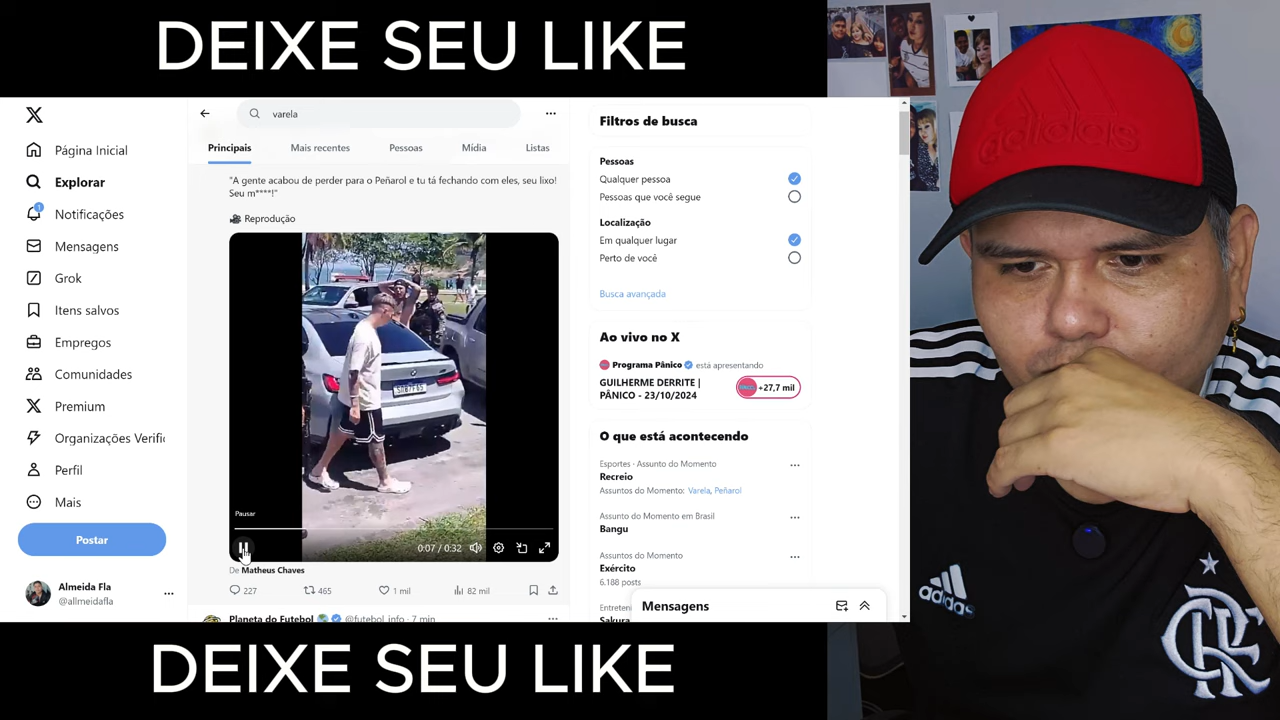 DEIXE SEU LIKE
varela
Principais
Mais recentes
Pessoas
Mídia
Listas
Página Inicial
Explorar
1
Notificações
Mensagens
Grok
Itens salvos
Empregos
Comunidades
Premium
Organizações Verific
Perfil
Mais
Postar
Almeida Fla
@allmeidafla
"A gente acabou de perder para o Peñarol e tu tá fechando com eles, seu lixo!
Seu m****!"
Reprodução
Pausar
0:07 / 0:32
De Matheus Chaves
227
465
1 mil
82 mil
Planeta do Futebol
@futebol_info · 7 min
Filtros de busca
Pessoas
Qualquer pessoa
Pessoas que você segue
Localização
Em qualquer lugar
Perto de você
Busca avançada
Ao vivo no X
Programa Pânico está apresentando
GUILHERME DERRITE |
PÂNICO - 23/10/2024
+27,7 mil
O que está acontecendo
Esportes · Assunto do Momento
Recreio
Assuntos do Momento: Varela, Peñarol
Assunto do Momento em Brasil
Bangu
Assuntos do Momento
Exército
6.188 posts
Entreten
Sakura
Mensagens
adidas
adidas
CRF
DEIXE SEU LIKE